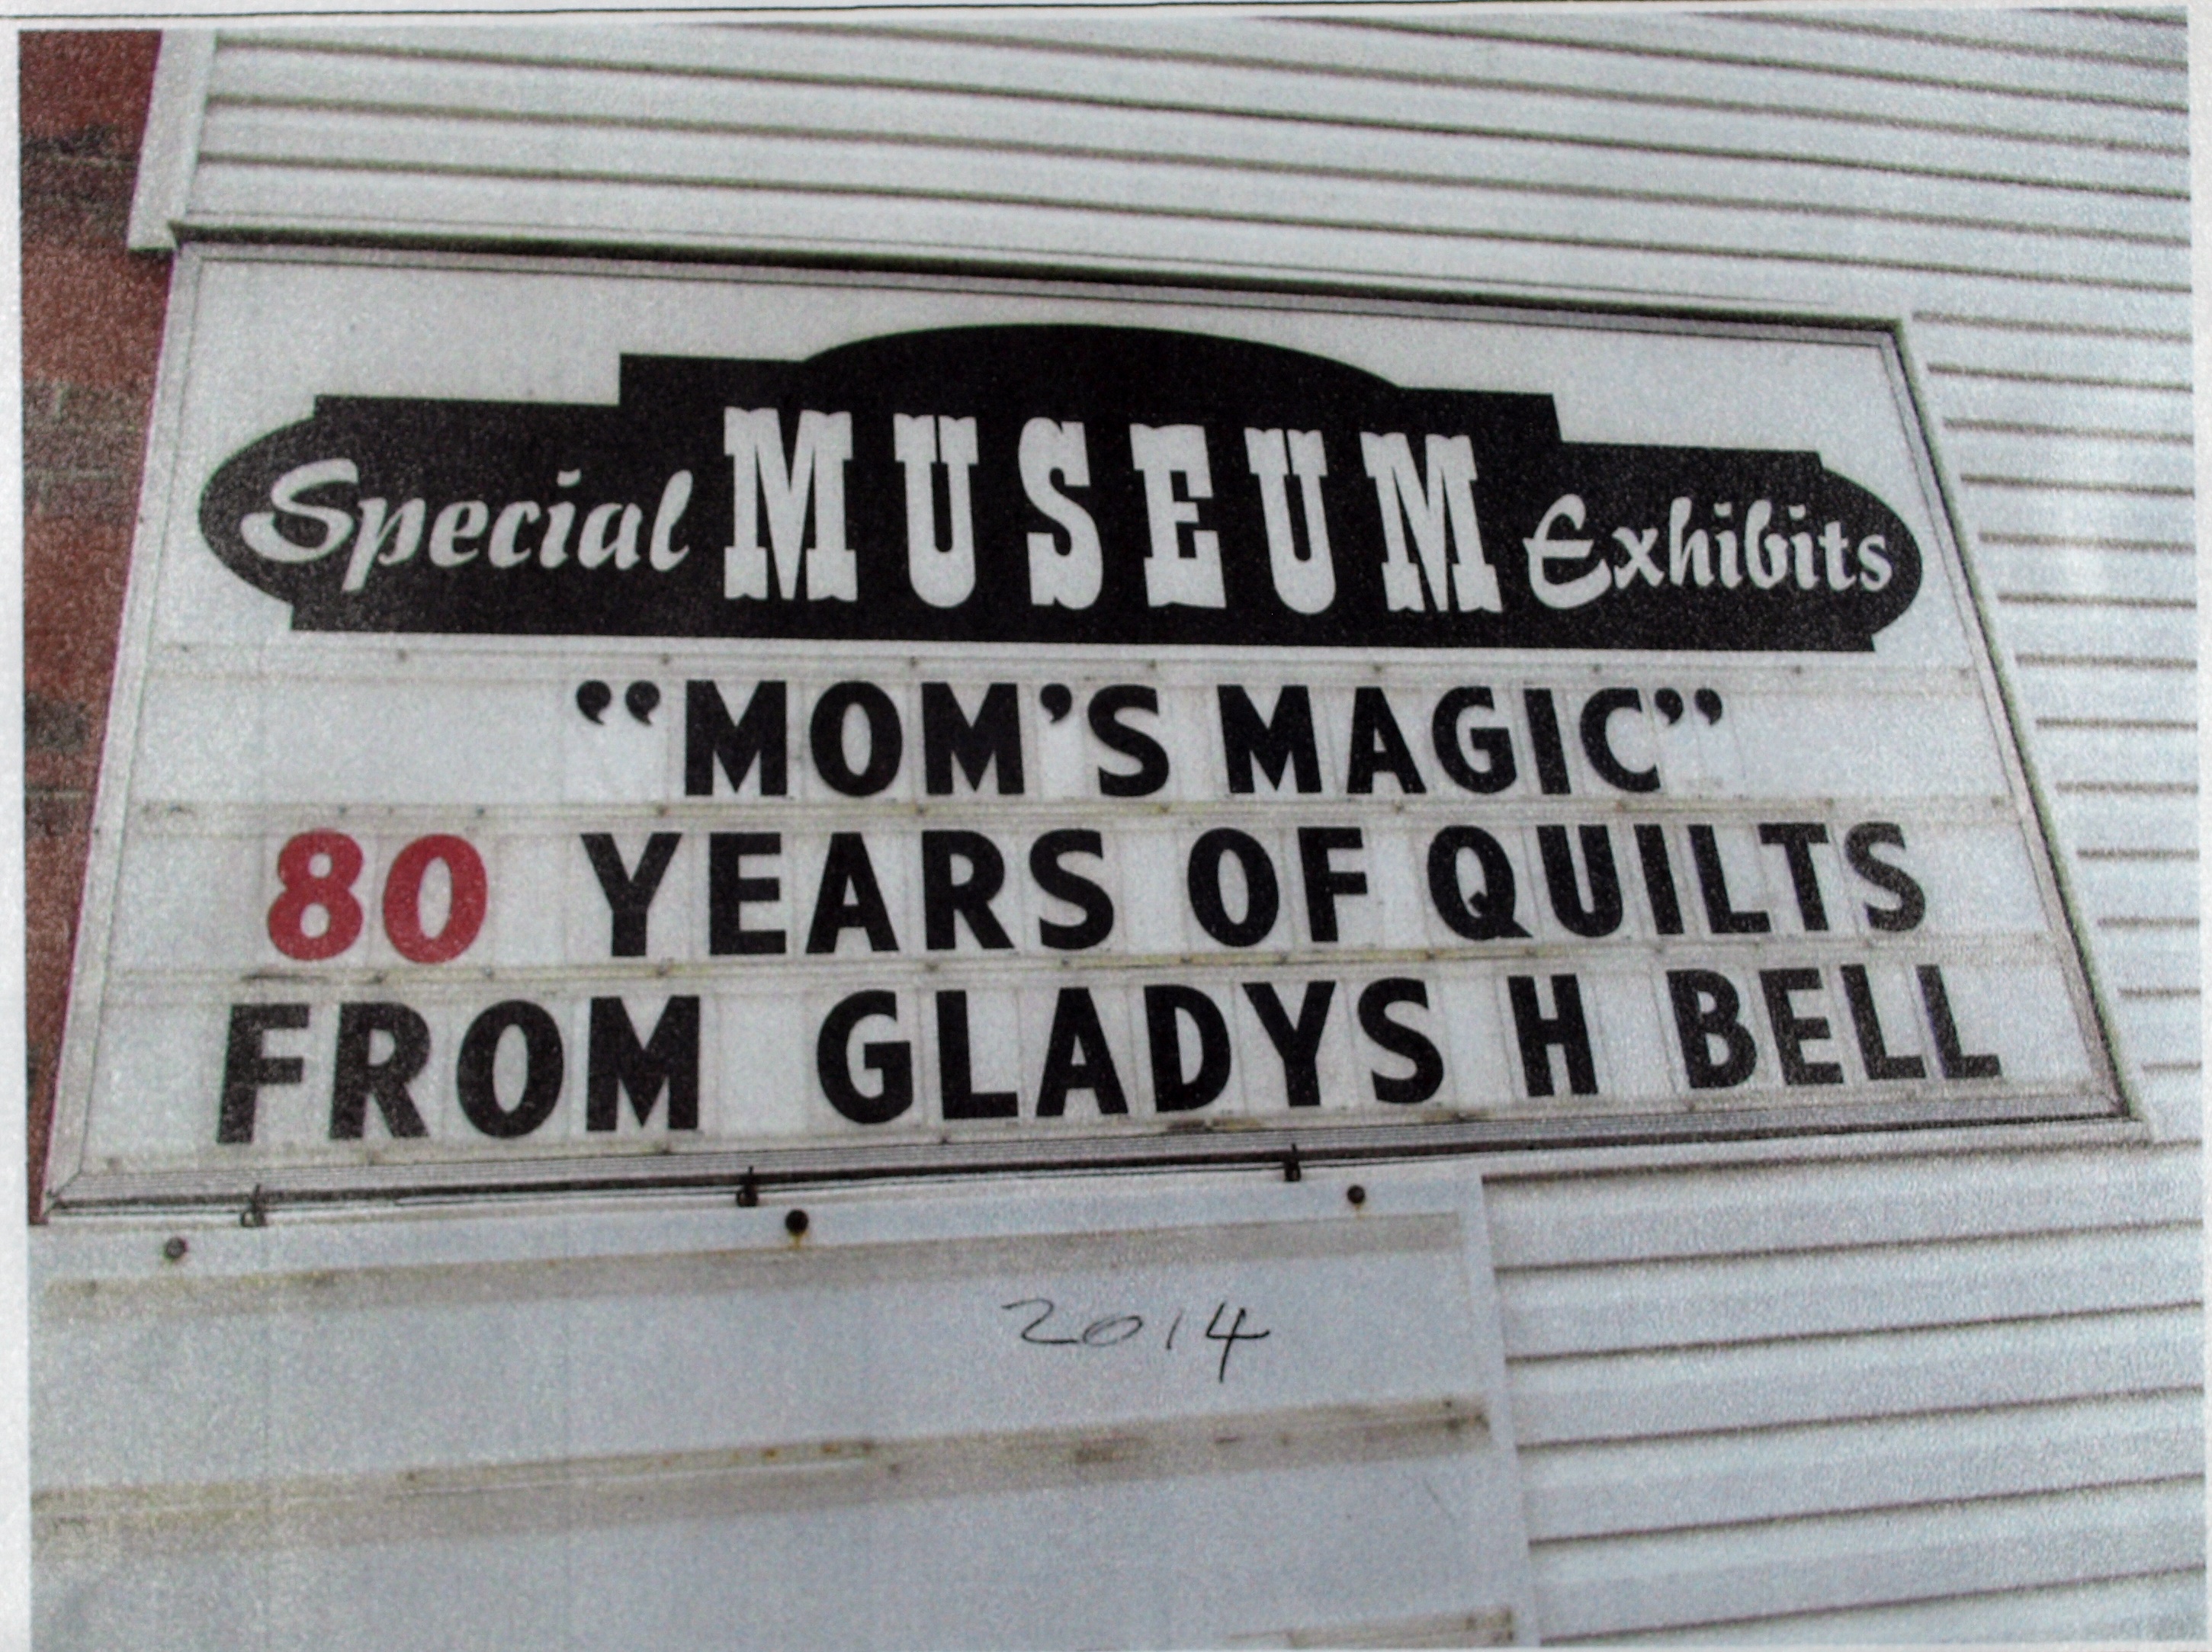 Special MUSEUM Exhibits
“MOM’S MAGIC”
80 YEARS OF QUILTS
FROM GLADYS H BELL
2014